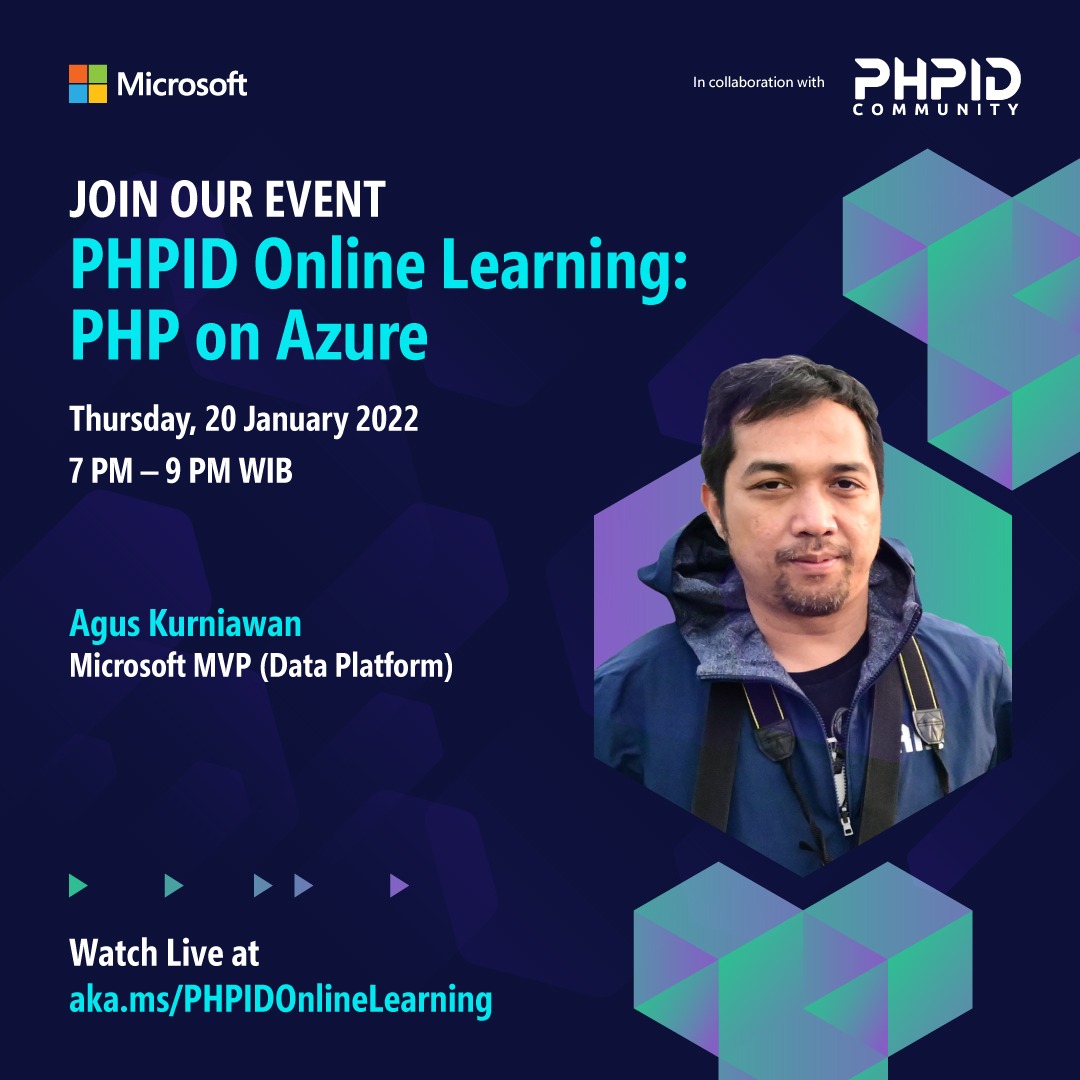 Microsoft
In collaboration with
PHPID
COMMUNITY
JOIN OUR EVENT
PHPID Online Learning:
PHP on Azure
Thursday, 20 January 2022
7 PM – 9 PM WIB
Agus Kurniawan
Microsoft MVP (Data Platform)
Watch Live at
aka.ms/PHPIDOnlineLearning